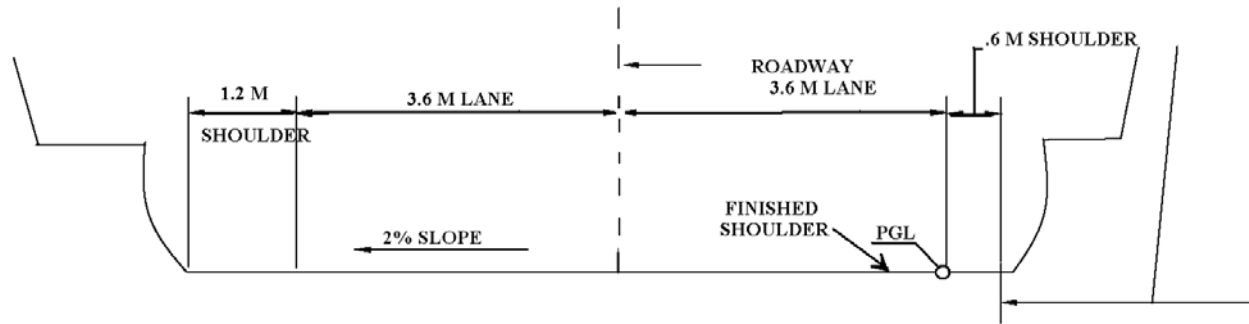 .6 M SHOULDER
ROADWAY
1.2 M
3.6 M LANE
3.6 M LANE
SHOULDER
FINISHED
SHOULDER
PGL
2% SLOPE